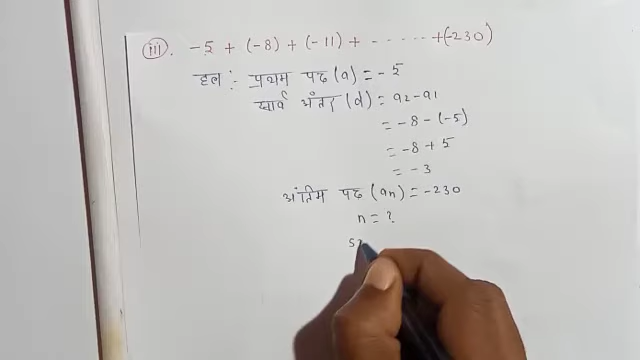 (iii). -5 + (-8) + (-11) + ...... + (-230)
हल :- प्रथम पद (a) = -5
सार्व अंतर (d) = a2 - a1
= -8 - (-5)
= -8 + 5
= -3
अंतिम पद (an) = -230
n = ?